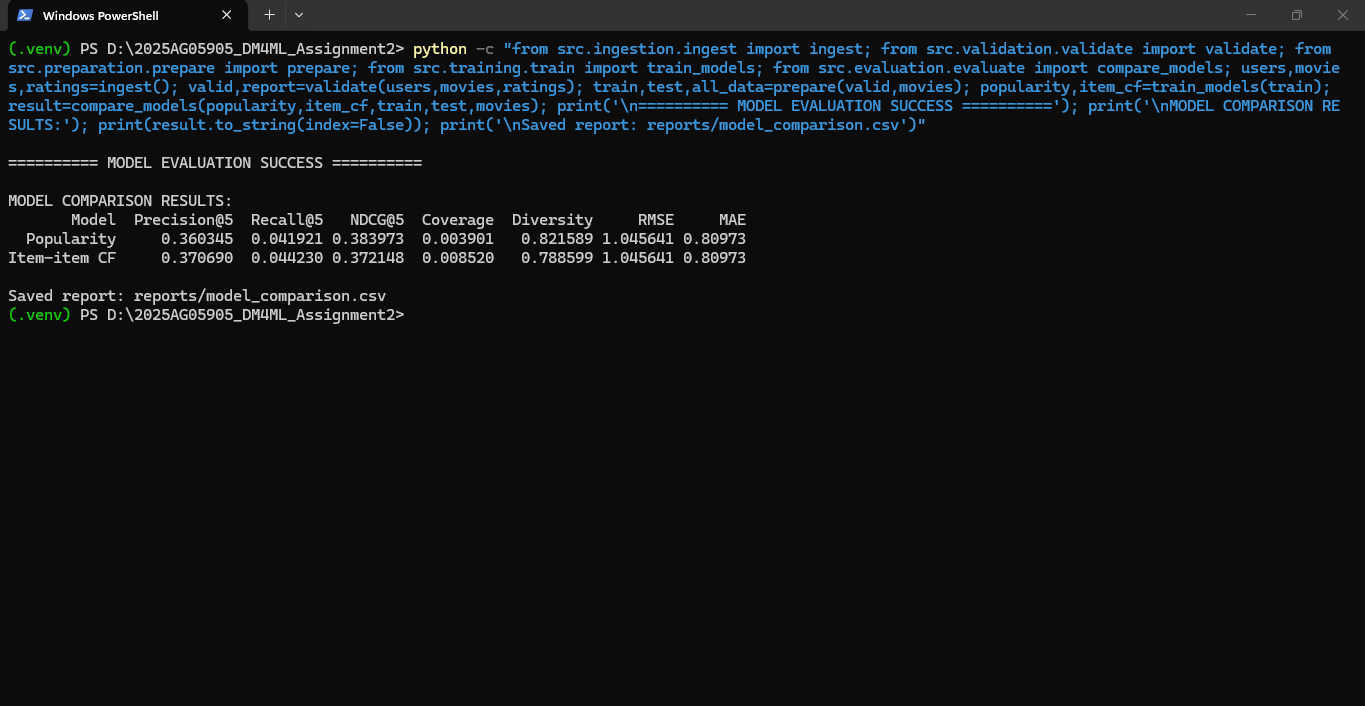 Windows PowerShell
(.venv) PS D:\2025AG05905_DM4ML_Assignment2> python -c "from src.ingestion.ingest import ingest; from src.validation.validate import validate; from
src.preparation.prepare import prepare; from src.training.train import train_models; from src.evaluation.evaluate import compare_models; users,movie
s,ratings=ingest(); valid,report=validate(users,movies,ratings); train,test,all_data=prepare(valid,movies); popularity,item_cf=train_models(train);
result=compare_models(popularity,item_cf,train,test,movies); print('\n========== MODEL EVALUATION SUCCESS =========='); print('\nMODEL COMPARISON RE
SULTS:'); print(result.to_string(index=False)); print('\nSaved report: reports/model_comparison.csv')"
========== MODEL EVALUATION SUCCESS ==========
MODEL COMPARISON RESULTS:
Model Precision@5 Recall@5 NDCG@5 Coverage Diversity RMSE MAE
Popularity 0.360345 0.041921 0.383973 0.003901 0.821589 1.045641 0.80973
Item-item CF 0.370690 0.044230 0.372148 0.008520 0.788599 1.045641 0.80973
Saved report: reports/model_comparison.csv
(.venv) PS D:\2025AG05905_DM4ML_Assignment2>